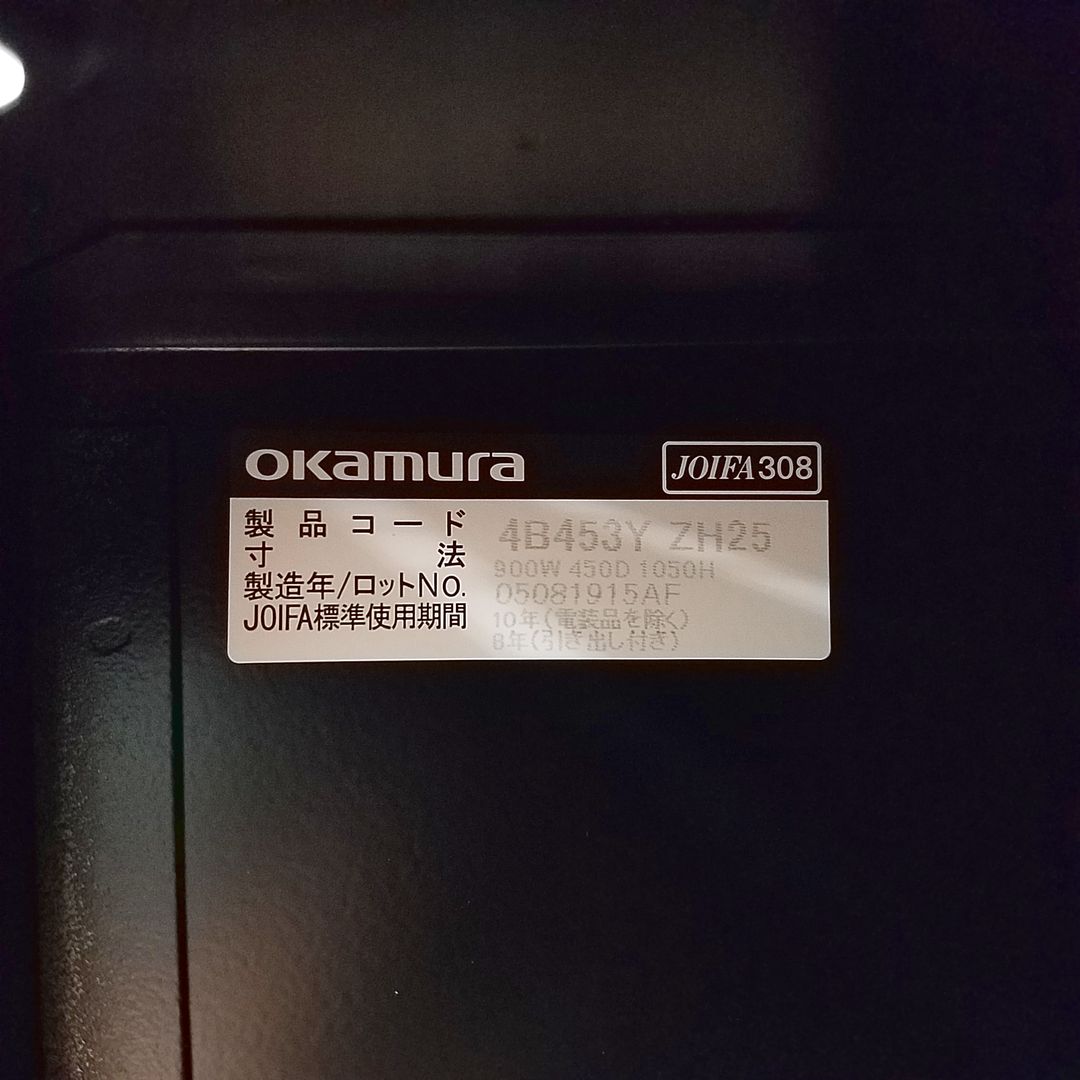 okamura
JOIFA308
製品コード 4B453Y ZH25
寸法 900W 450D 1050H
製造年/ロットNo. 05081915AF
JOIFA標準使用期間 10年(電装品を除く)
8年(引き出し付き)